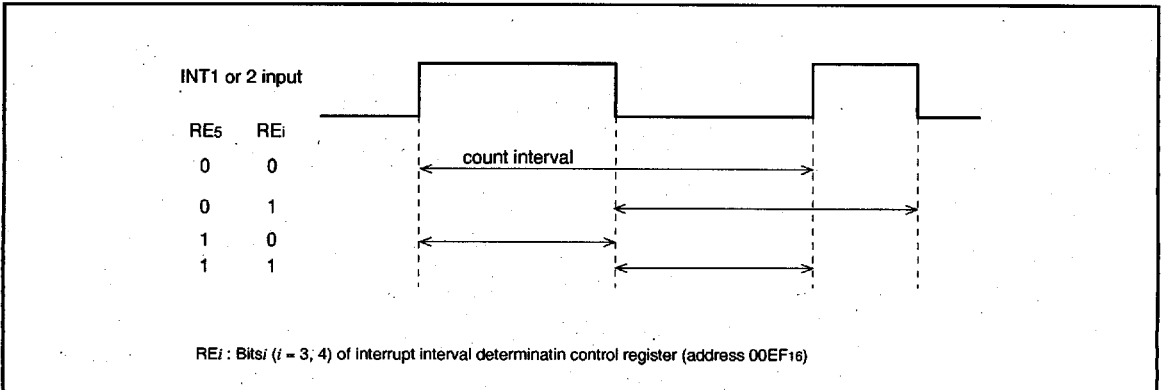 INT1 or 2 input
RE5 REi
0 0
count interval
0 1
1 0
1 1
REi : Bitsi (i = 3, 4) of interrupt interval determinatin control register (address 00EF16)